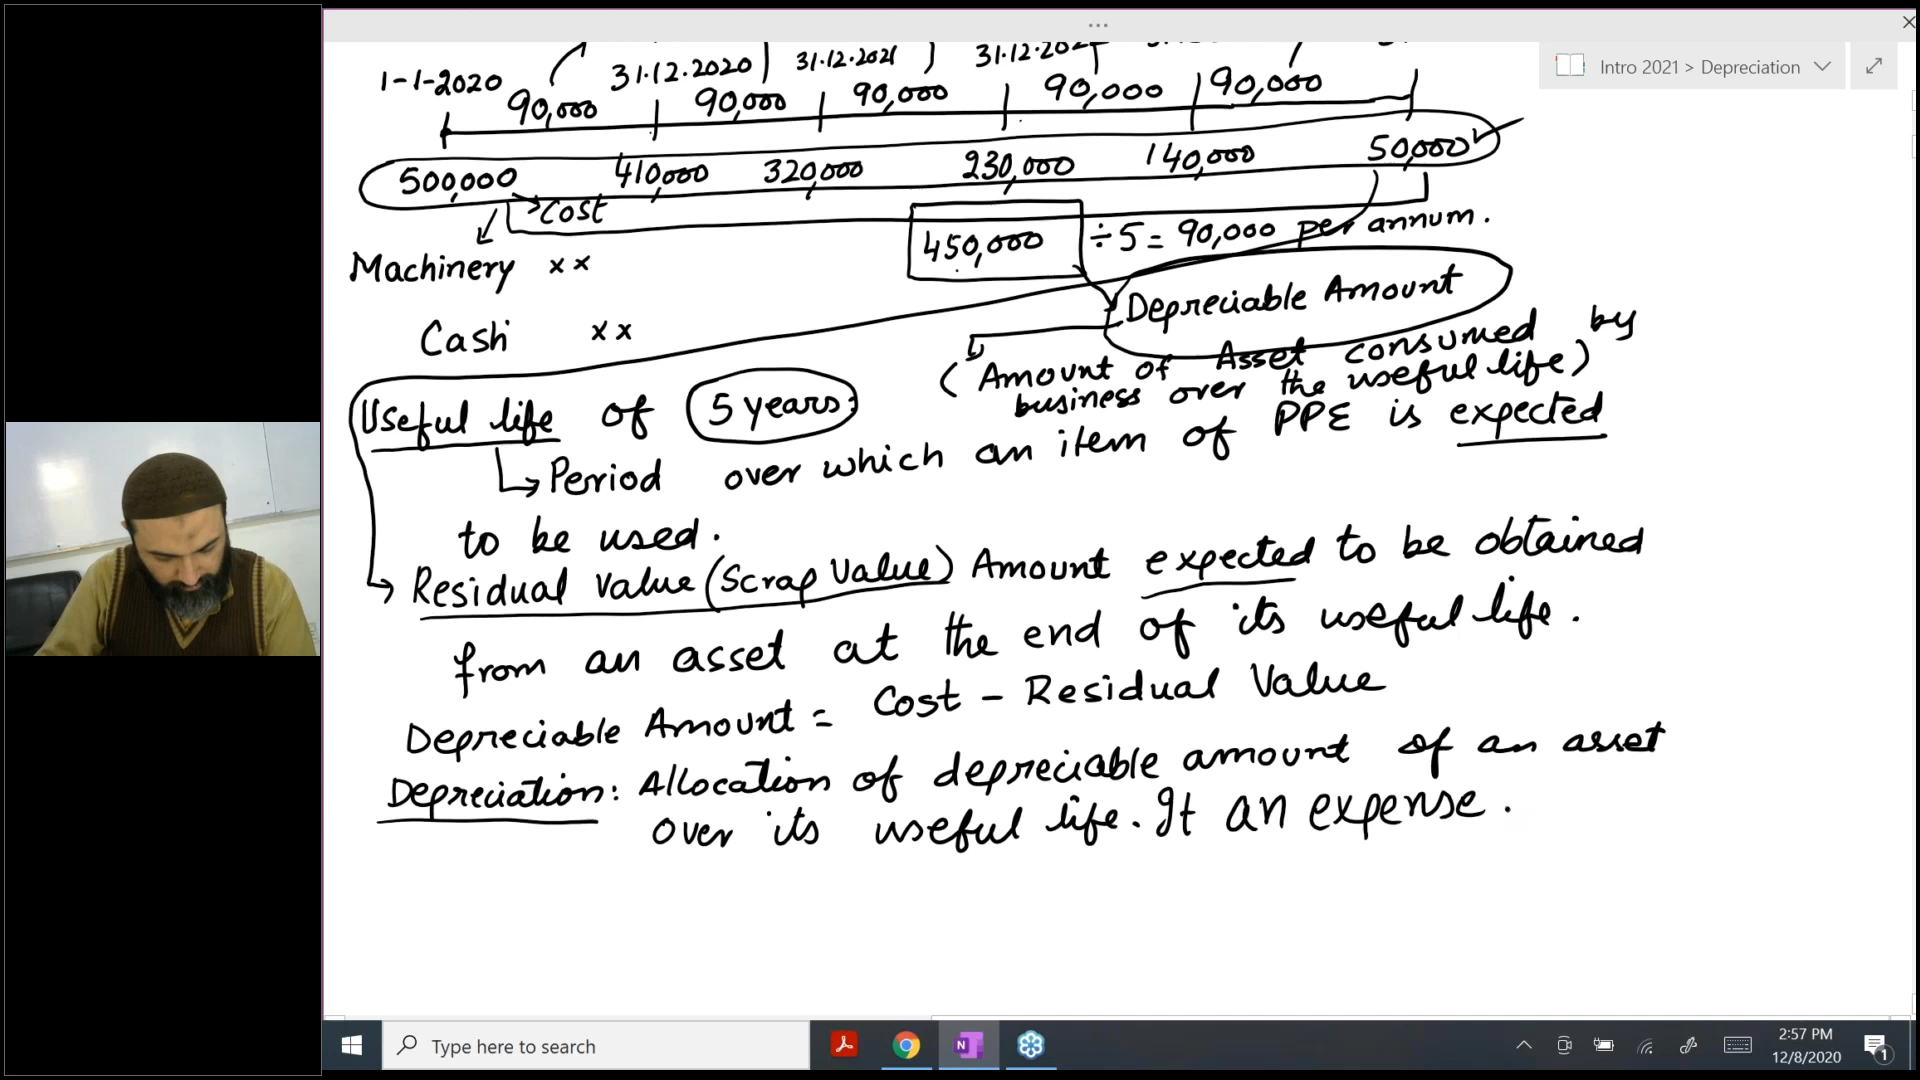 Intro 2021 > Depreciation
1-1-2020 31.12.2020 31.12.2021
90,000 90,000 90,000 90,000 90,000
500,000 410,000 320,000 230,000 140,000 50,000
Cost
450,000 ÷ 5 = 90,000 per annum.
Machinery xx
Depreciable Amount
Cash xx
(Amount of Asset consumed by
business over the useful life)
Useful life of 5 years:
Period over which an item of PPE is expected
to be used.
Residual Value (Scrap Value) Amount expected to be obtained
from an asset at the end of its useful life.
Depreciable Amount = Cost - Residual Value
Depreciation: Allocation of depreciable amount of an asset
over its useful life. It an expense.
Type here to search
2:57 PM
12/8/2020
1